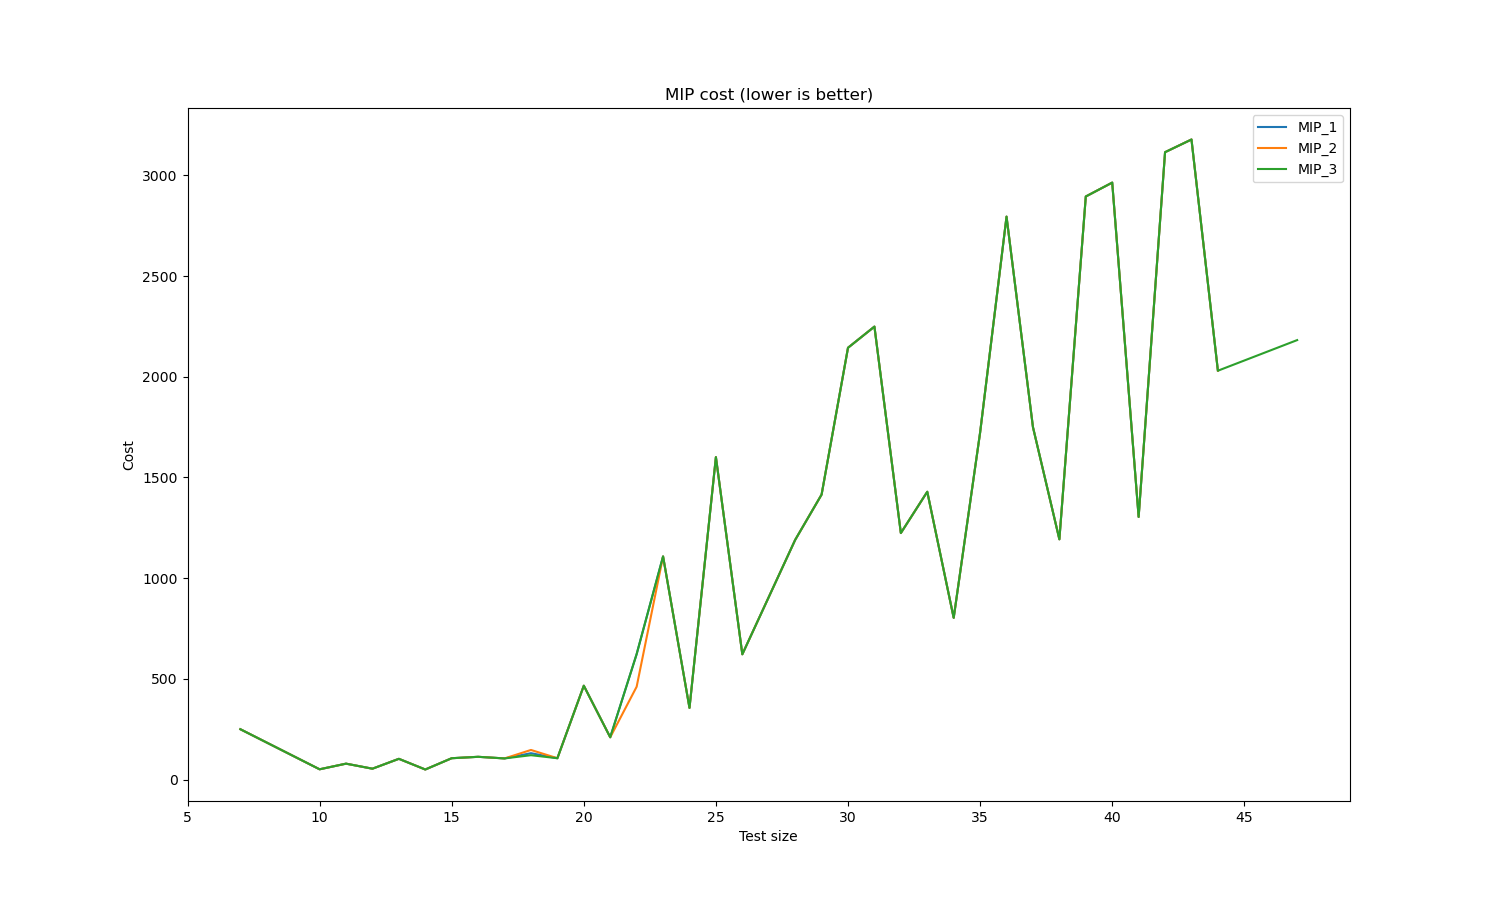 MIP cost (lower is better)
MIP_1
MIP_2
MIP_3
3000
2500
2000
1500
1000
500
0
Cost
5 10 15 20 25 30 35 40 45
Test size